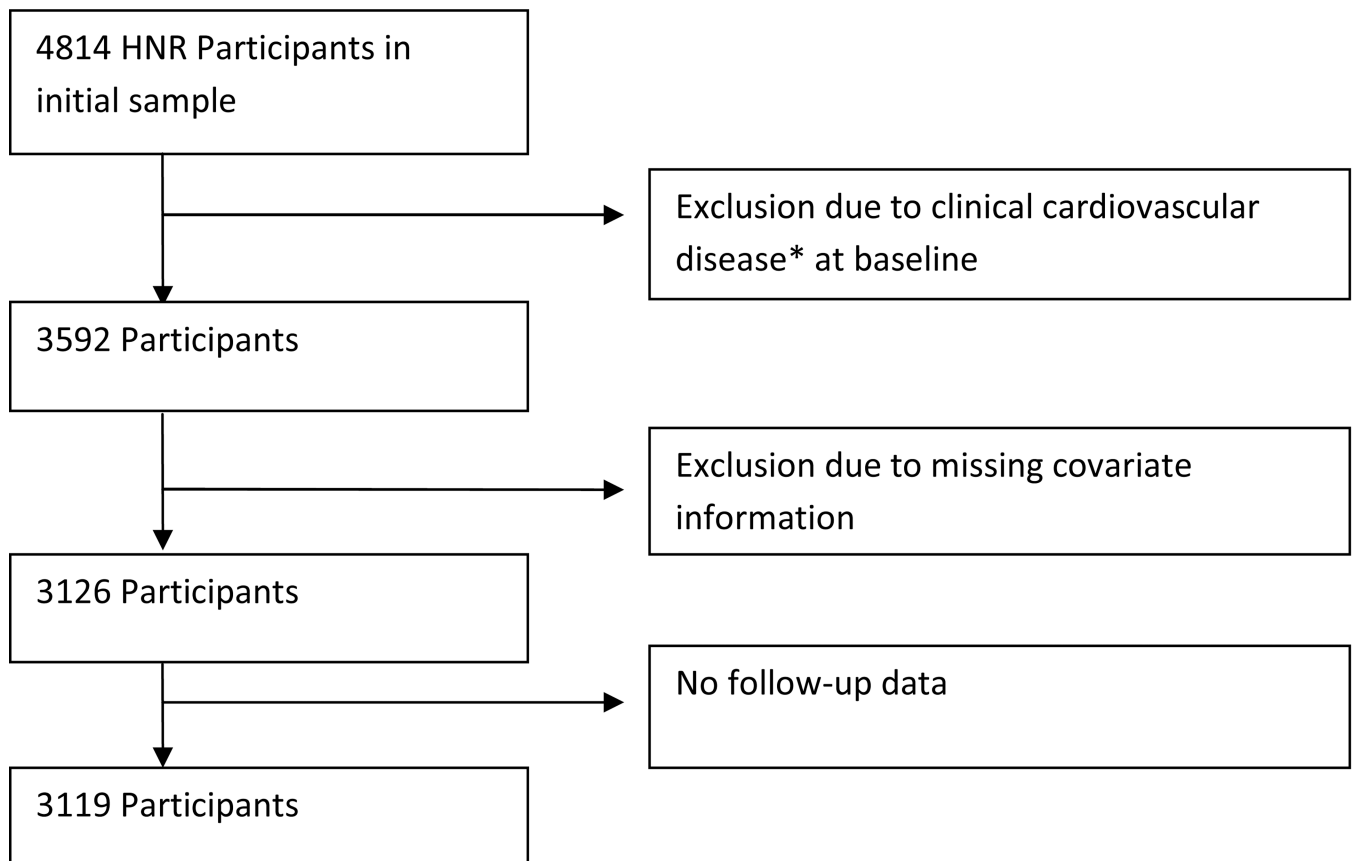 4814 HNR Participants in
initial sample
Exclusion due to clinical cardiovascular
disease* at baseline
3592 Participants
Exclusion due to missing covariate
information
3126 Participants
No follow-up data
3119 Participants